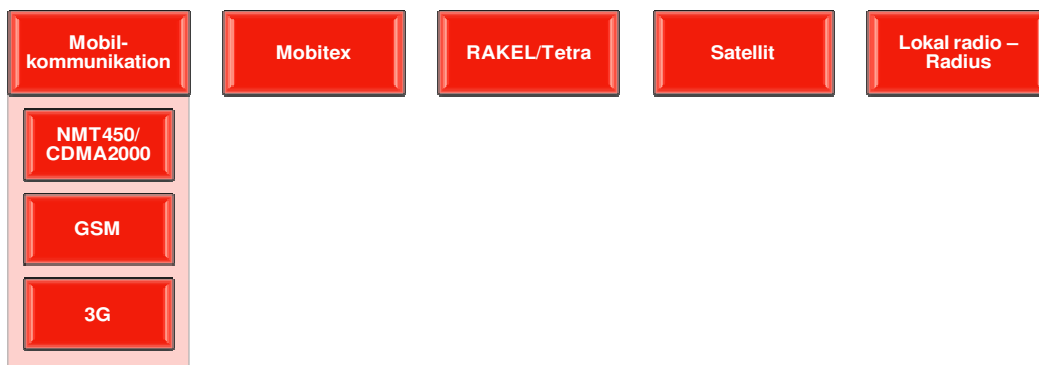 Mobil-
kommunikation
Mobitex
RAKEL/Tetra
Satellit
Lokal radio –
Radius
NMT450/
CDMA2000
GSM
3G